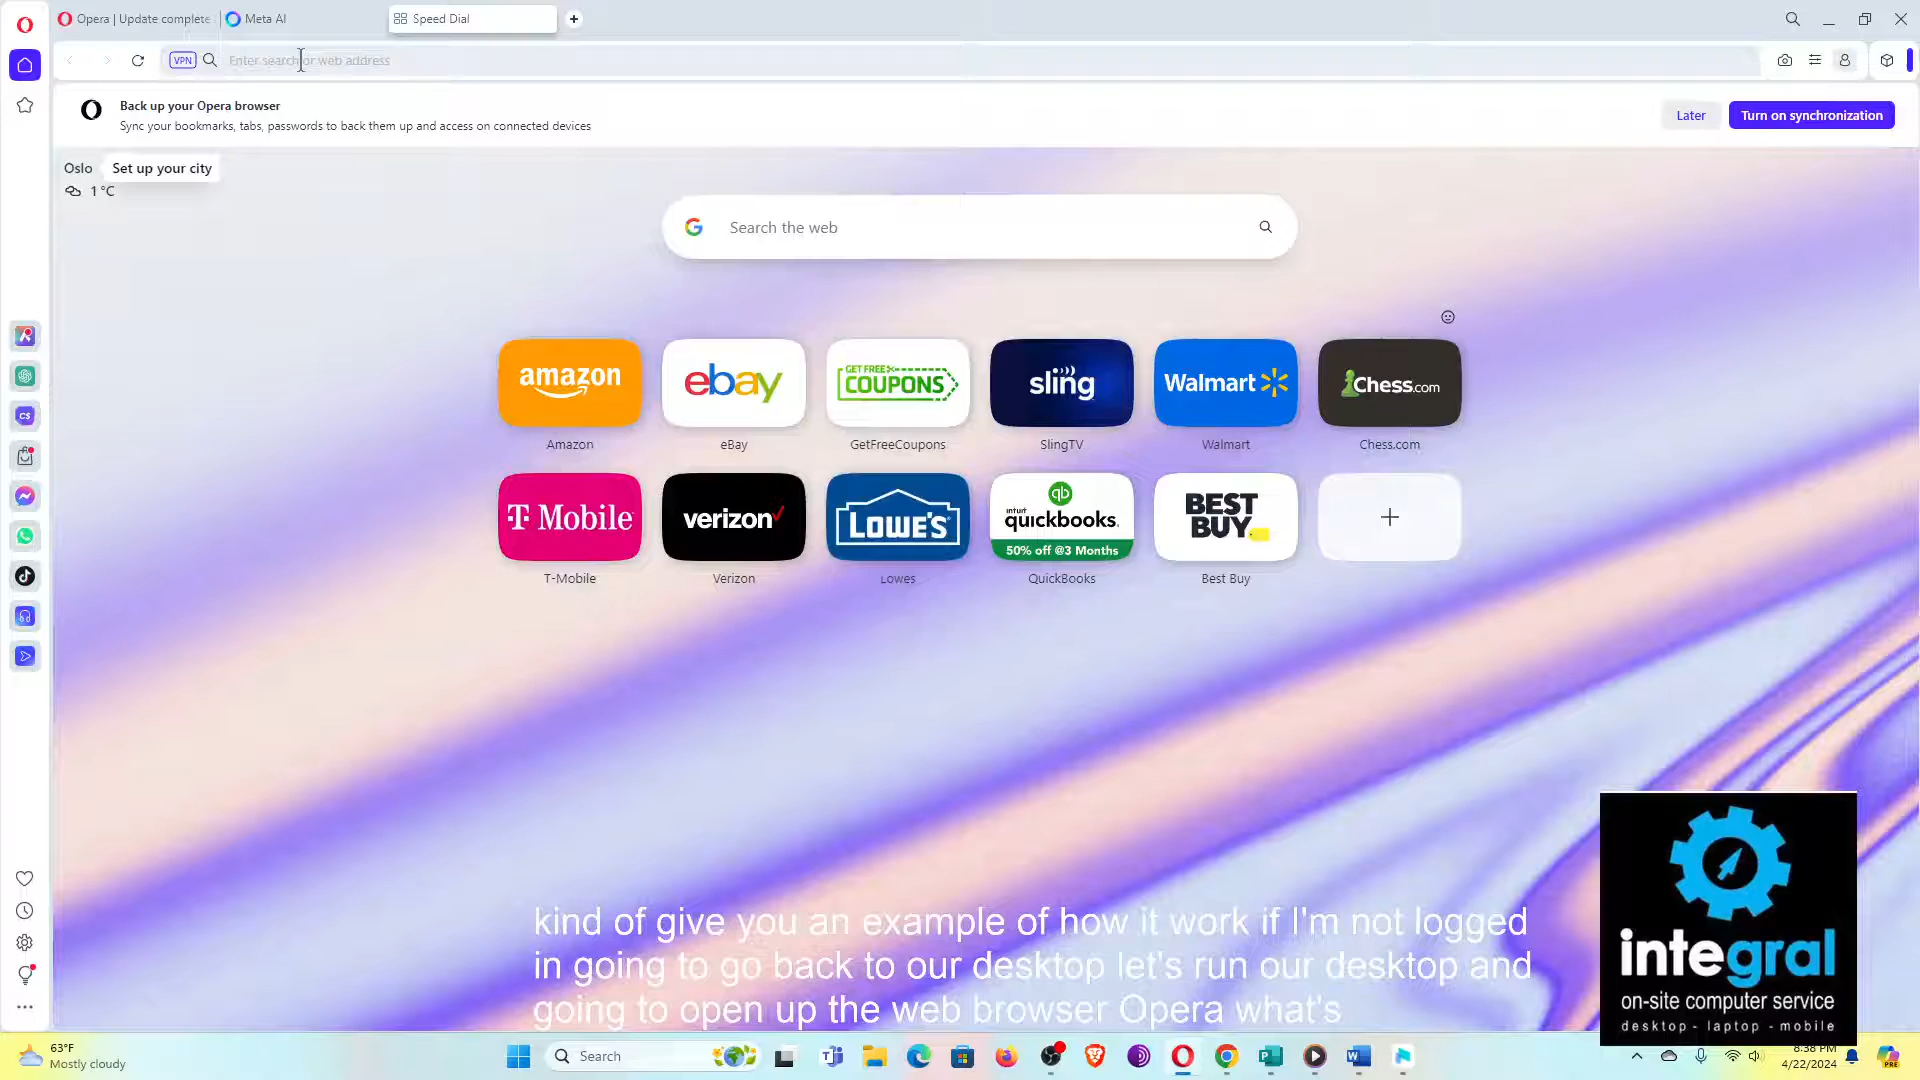 Opera | Update complete
Meta AI
Speed Dial
VPN
Enter search or web address
Back up your Opera browser
Sync your bookmarks, tabs, passwords to back them up and access on connected devices
Later
Turn on synchronization
Oslo
Set up your city
1 °C
Search the web
amazon
ebay
GET FREE
COUPONS
sling
Walmart
Chess.com
Amazon
eBay
GetFreeCoupons
SlingTV
Walmart
Chess.com
T Mobile
verizon
LOWE'S
intuit
quickbooks.
50% off @3 Months
BEST
BUY
T-Mobile
Verizon
Lowes
QuickBooks
Best Buy
CS
kind of give you an example of how it work if I'm not logged
in going to go back to our desktop let's run our desktop and
going to open up the web browser Opera what's
integral
on-site computer service
desktop - laptop - mobile
63°F
Mostly cloudy
Search
8:38 PM
4/22/2024
PRE